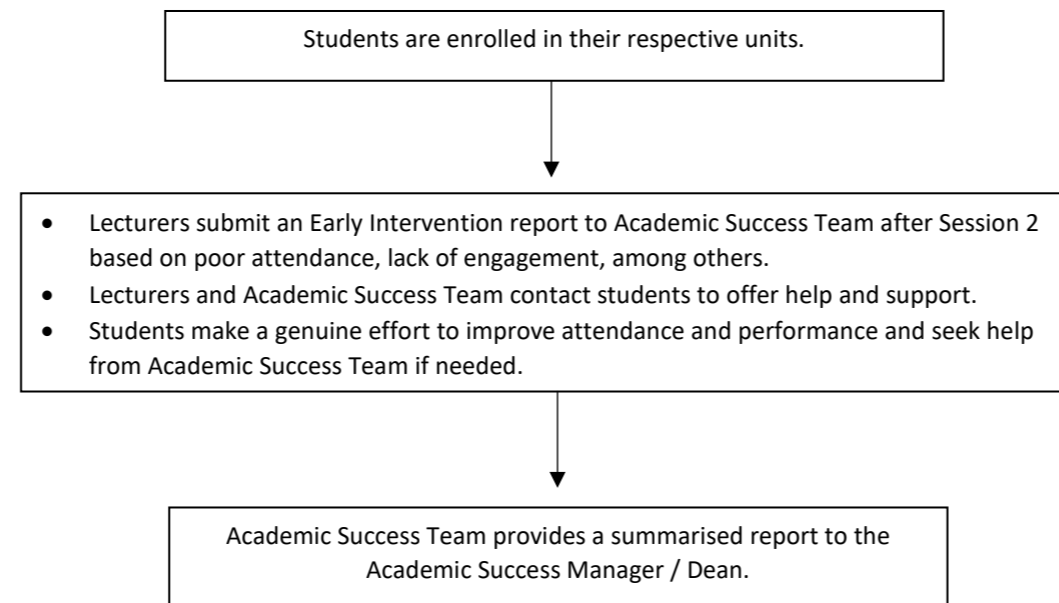 Students are enrolled in their respective units.
• Lecturers submit an Early Intervention report to Academic Success Team after Session 2
based on poor attendance, lack of engagement, among others.
• Lecturers and Academic Success Team contact students to offer help and support.
• Students make a genuine effort to improve attendance and performance and seek help
from Academic Success Team if needed.
Academic Success Team provides a summarised report to the
Academic Success Manager / Dean.